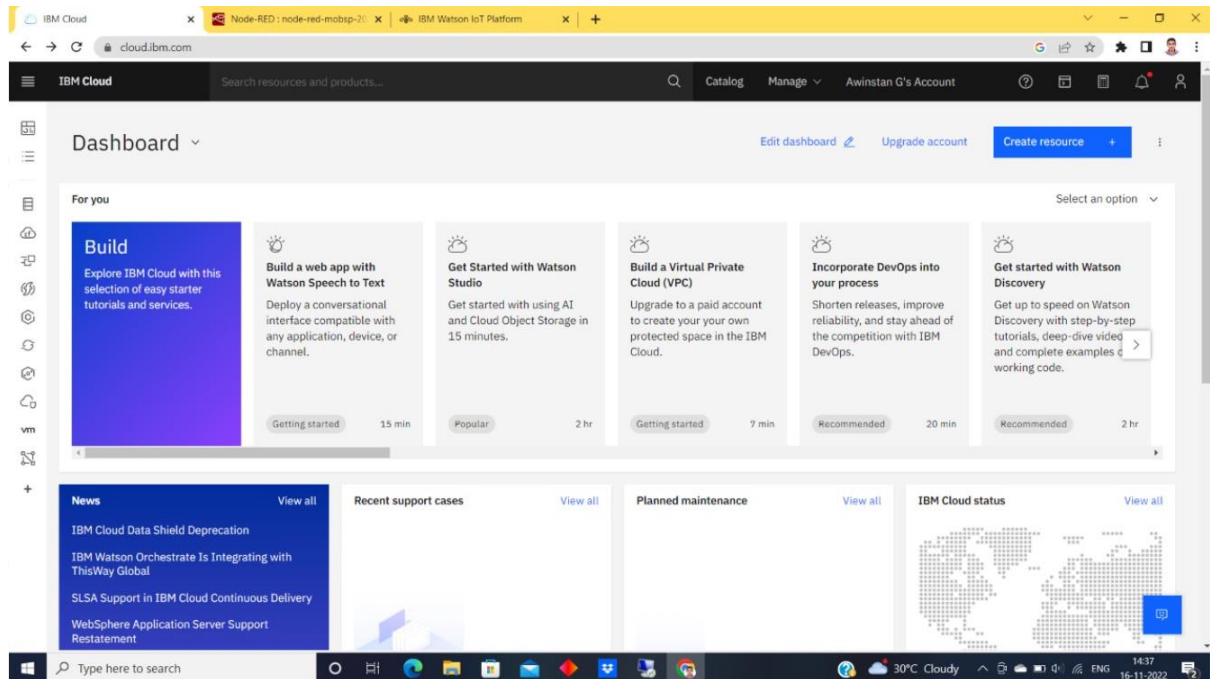 IBM Cloud
Node-RED : node-red-mobsp-20
IBM Watson IoT Platform
cloud.ibm.com
IBM Cloud
Search resources and products...
Catalog
Manage
Awinstan G's Account
Dashboard
Edit dashboard
Upgrade account
Create resource +
For you
Select an option
Build
Explore IBM Cloud with this
selection of easy starter
tutorials and services.
Build a web app with
Watson Speech to Text
Deploy a conversational
interface compatible with
any application, device, or
channel.
Getting started
15 min
Get Started with Watson
Studio
Get started with using AI
and Cloud Object Storage in
15 minutes.
Popular
2 hr
Build a Virtual Private
Cloud (VPC)
Upgrade to a paid account
to create your your own
protected space in the IBM
Cloud.
Getting started
7 min
Incorporate DevOps into
your process
Shorten releases, improve
reliability, and stay ahead of
the competition with IBM
DevOps.
Recommended
20 min
Get started with Watson
Discovery
Get up to speed on Watson
Discovery with step-by-step
tutorials, deep-dive video
and complete examples
working code.
Recommended
2 hr
vm
News
View all
IBM Cloud Data Shield Deprecation
IBM Watson Orchestrate Is Integrating with
ThisWay Global
SLSA Support in IBM Cloud Continuous Delivery
WebSphere Application Server Support
Restatement
Recent support cases
View all
Planned maintenance
View all
IBM Cloud status
View all
Type here to search
30°C Cloudy
ENG
14:37
16-11-2022